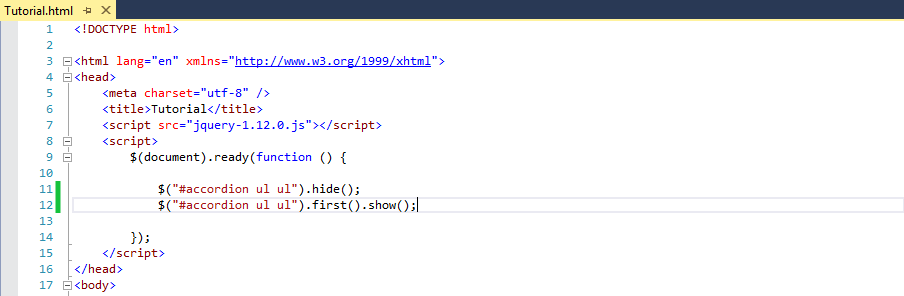 Tutorial.html
1 <!DOCTYPE html>
2
3 <html lang="en" xmlns="http://www.w3.org/1999/xhtml">
4 <head>
5 <meta charset="utf-8" />
6 <title>Tutorial</title>
7 <script src="jquery-1.12.0.js"></script>
8 <script>
9 $(document).ready(function () {
10
11 $("#accordion ul ul").hide();
12 $("#accordion ul ul").first().show();
13
14 });
15 </script>
16 </head>
17 <body>